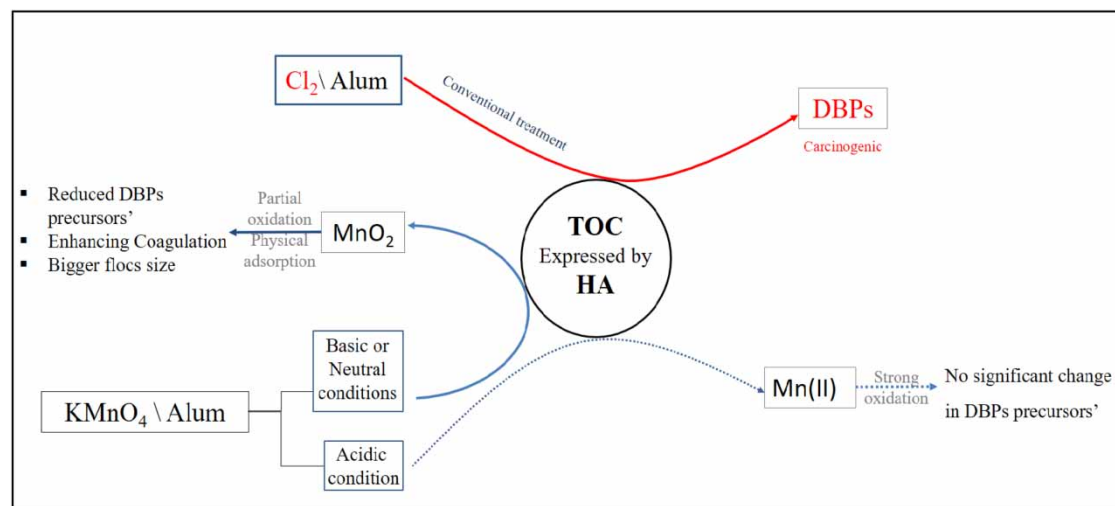 Cl₂\ Alum
Conventional treatment
DBPs
Carcinogenic
▪ Reduced DBPs
precursors’
▪ Enhancing Coagulation
▪ Bigger flocs size
Partial
oxidation
Physical
adsorption
MnO₂
TOC
Expressed by
HA
Basic or
Neutral
conditions
KMnO₄ \ Alum
Acidic
condition
Mn(II)
Strong
oxidation
No significant change
in DBPs precursors’